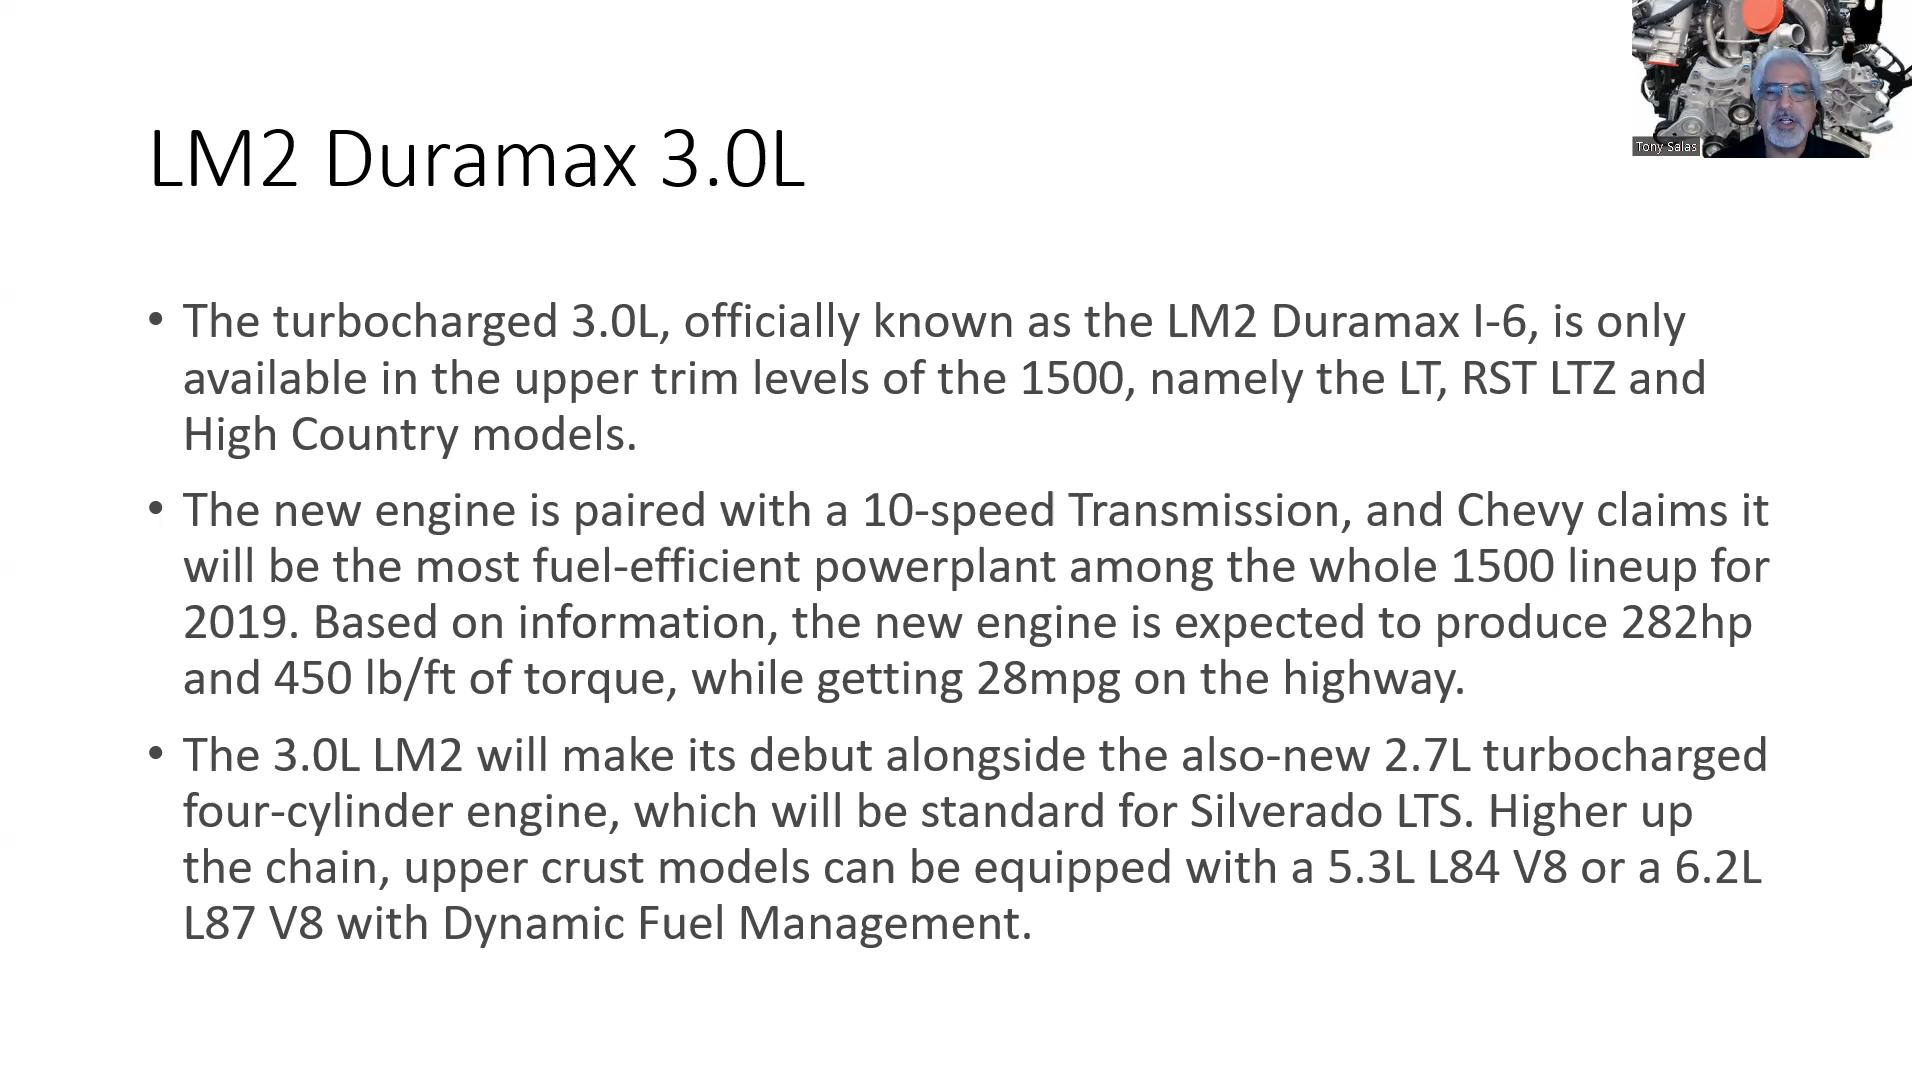 Tony Salas
LM2 Duramax 3.0L
• The turbocharged 3.0L, officially known as the LM2 Duramax I-6, is only
available in the upper trim levels of the 1500, namely the LT, RST LTZ and
High Country models.
• The new engine is paired with a 10-speed Transmission, and Chevy claims it
will be the most fuel-efficient powerplant among the whole 1500 lineup for
2019. Based on information, the new engine is expected to produce 282hp
and 450 lb/ft of torque, while getting 28mpg on the highway.
• The 3.0L LM2 will make its debut alongside the also-new 2.7L turbocharged
four-cylinder engine, which will be standard for Silverado LTS. Higher up
the chain, upper crust models can be equipped with a 5.3L L84 V8 or a 6.2L
L87 V8 with Dynamic Fuel Management.